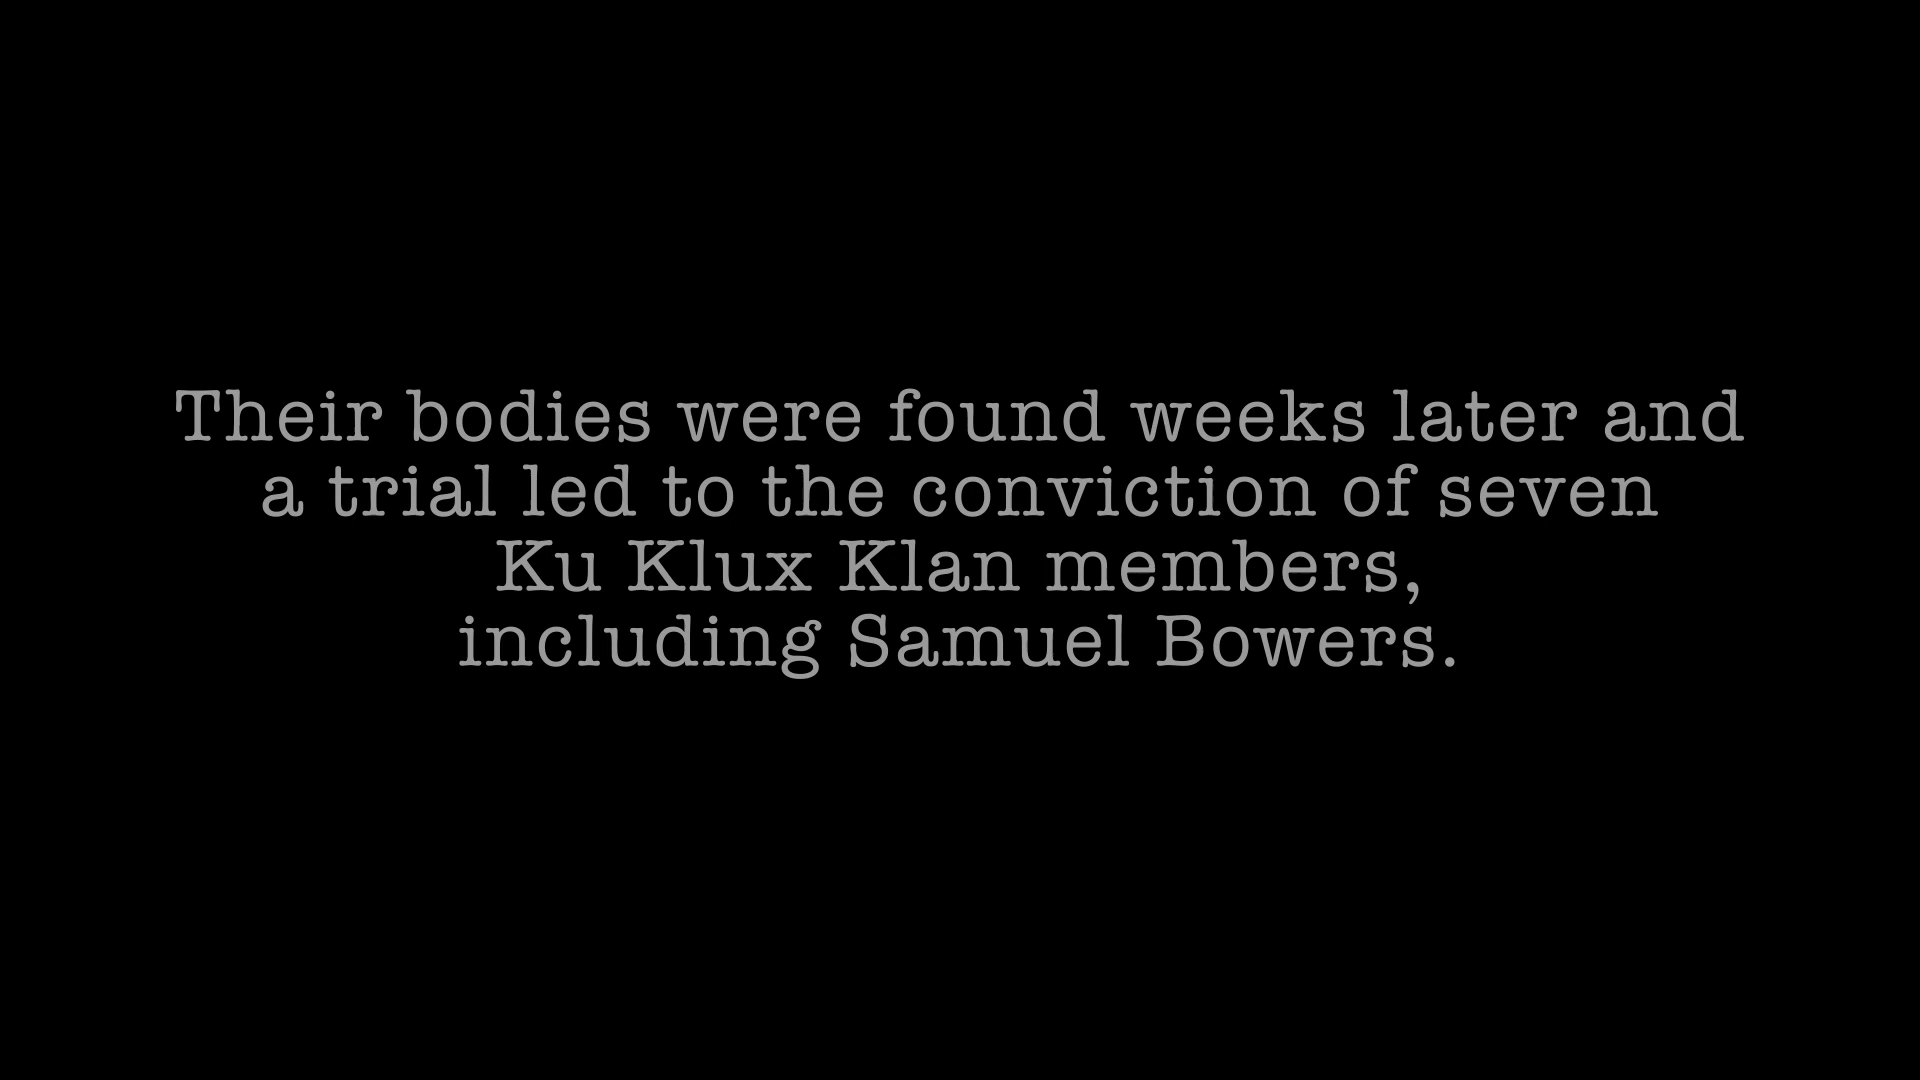 Their bodies were found weeks later and
a trial led to the conviction of seven
Ku Klux Klan members,
including Samuel Bowers.